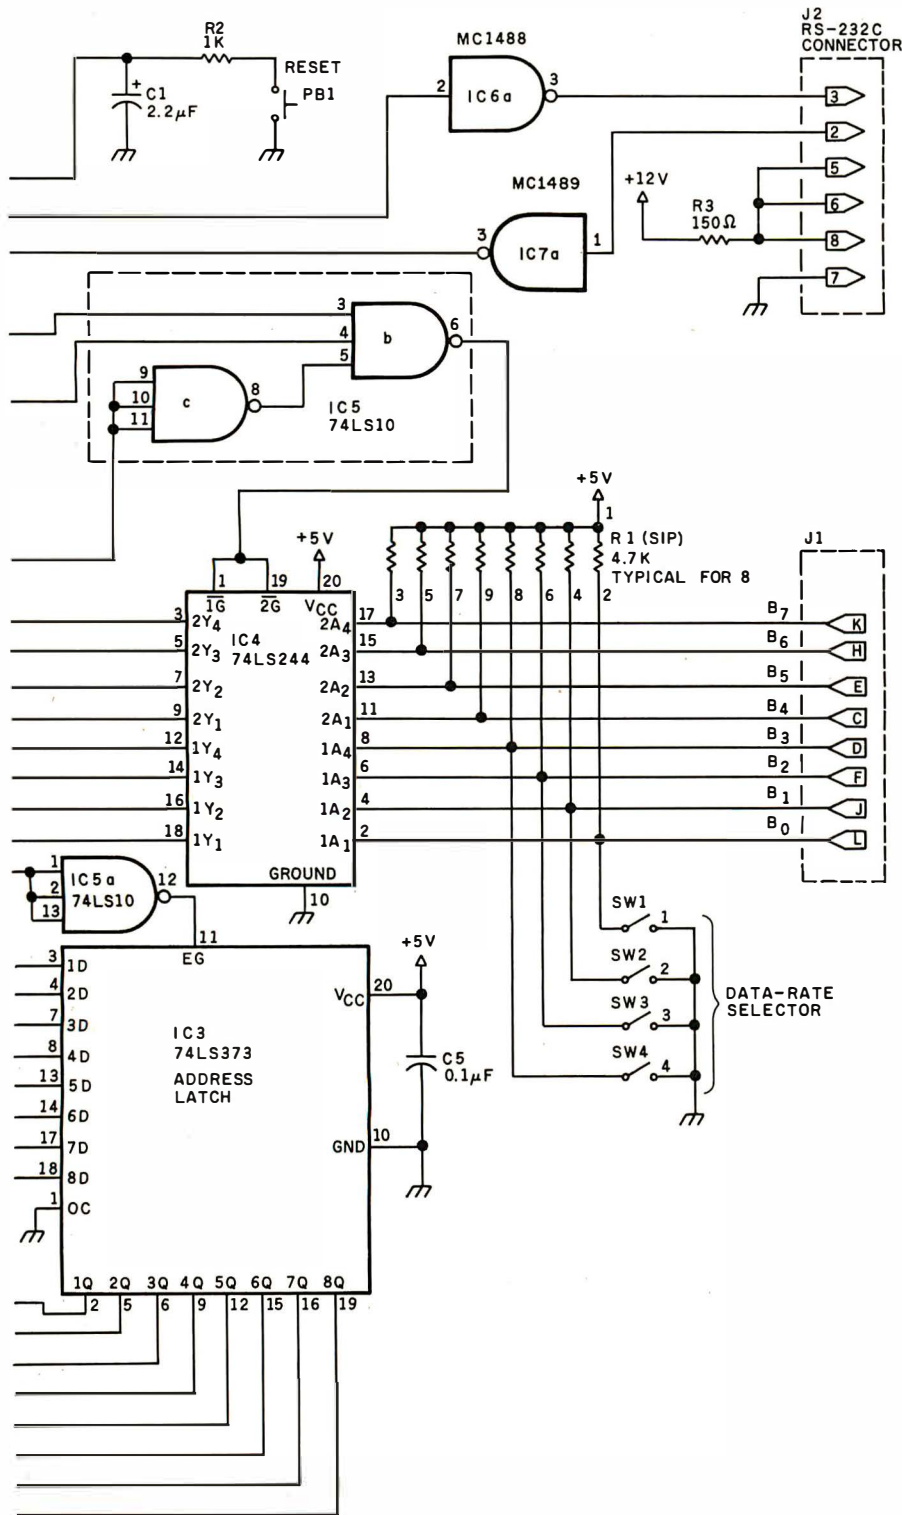 J2
RS-232C
CONNECTOR
R2
1K
MC1488
RESET
PB1
+
C1
2.2µF
2
IC6a
3
3
2
5
6
8
7
MC1489
+12V
R3
150Ω
3
IC7a
1
3
4
5
b
6
9
10
11
c
8
IC5
74LS10
+5V
1
+5V
R1 (SIP)
4.7K
TYPICAL FOR 8
J1
1
19
20
3
5
7
9
8
6
4
2
1G
2G
VCC
IC4
74LS244
3
2Y4
2A4
17
B7
K
5
2Y3
2A3
15
B6
H
7
2Y2
2A2
13
B5
E
9
2Y1
2A1
11
B4
C
12
1Y4
1A4
8
B3
D
14
1Y3
1A3
6
B2
F
16
1Y2
1A2
4
B1
J
18
1Y1
1A1
2
B0
L
GROUND
10
1
2
13
IC5a
74LS10
12
11
EG
SW1
1
SW2
2
SW3
3
SW4
4
DATA-RATE
SELECTOR
+5V
3
1D
4
2D
7
3D
8
4D
13
5D
14
6D
17
7D
18
8D
1
OC
VCC
20
IC3
74LS373
ADDRESS
LATCH
C5
0.1µF
GND
10
1Q
2Q
3Q
4Q
5Q
6Q
7Q
8Q
2
5
6
9
12
15
16
19